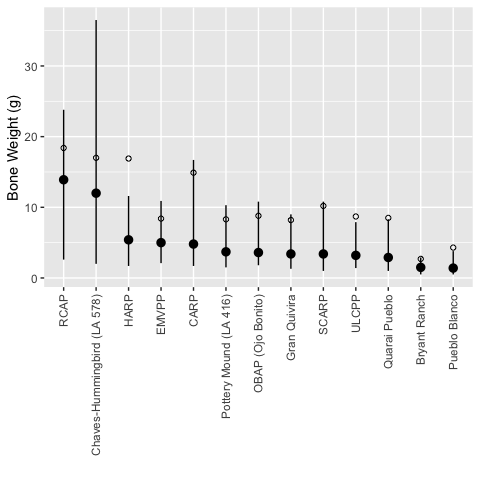 Bone Weight (g)
30
20
10
0
RCAP
Chaves-Hummingbird (LA 578)
HARP
EMVPP
CARP
Pottery Mound (LA 416)
OBAP (Ojo Bonito)
Gran Quivira
SCARP
ULCPP
Quarai Pueblo
Bryant Ranch
Pueblo Blanco